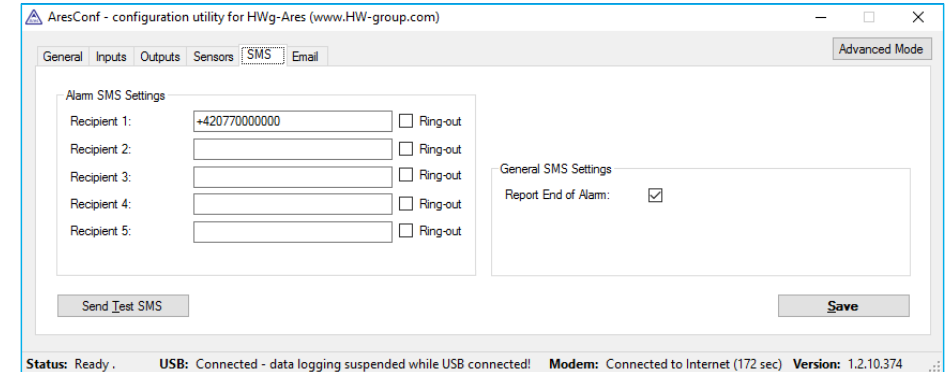 AresConf - configuration utility for HWg-Ares (www.HW-group.com)
General Inputs Outputs Sensors SMS Email
Advanced Mode
Alarm SMS Settings
Recipient 1: +420770000000 Ring-out
Recipient 2: Ring-out
Recipient 3: Ring-out
Recipient 4: Ring-out
Recipient 5: Ring-out
General SMS Settings
Report End of Alarm:
Send Test SMS
Save
Status: Ready . USB: Connected - data logging suspended while USB connected! Modem: Connected to Internet (172 sec) Version: 1.2.10.374